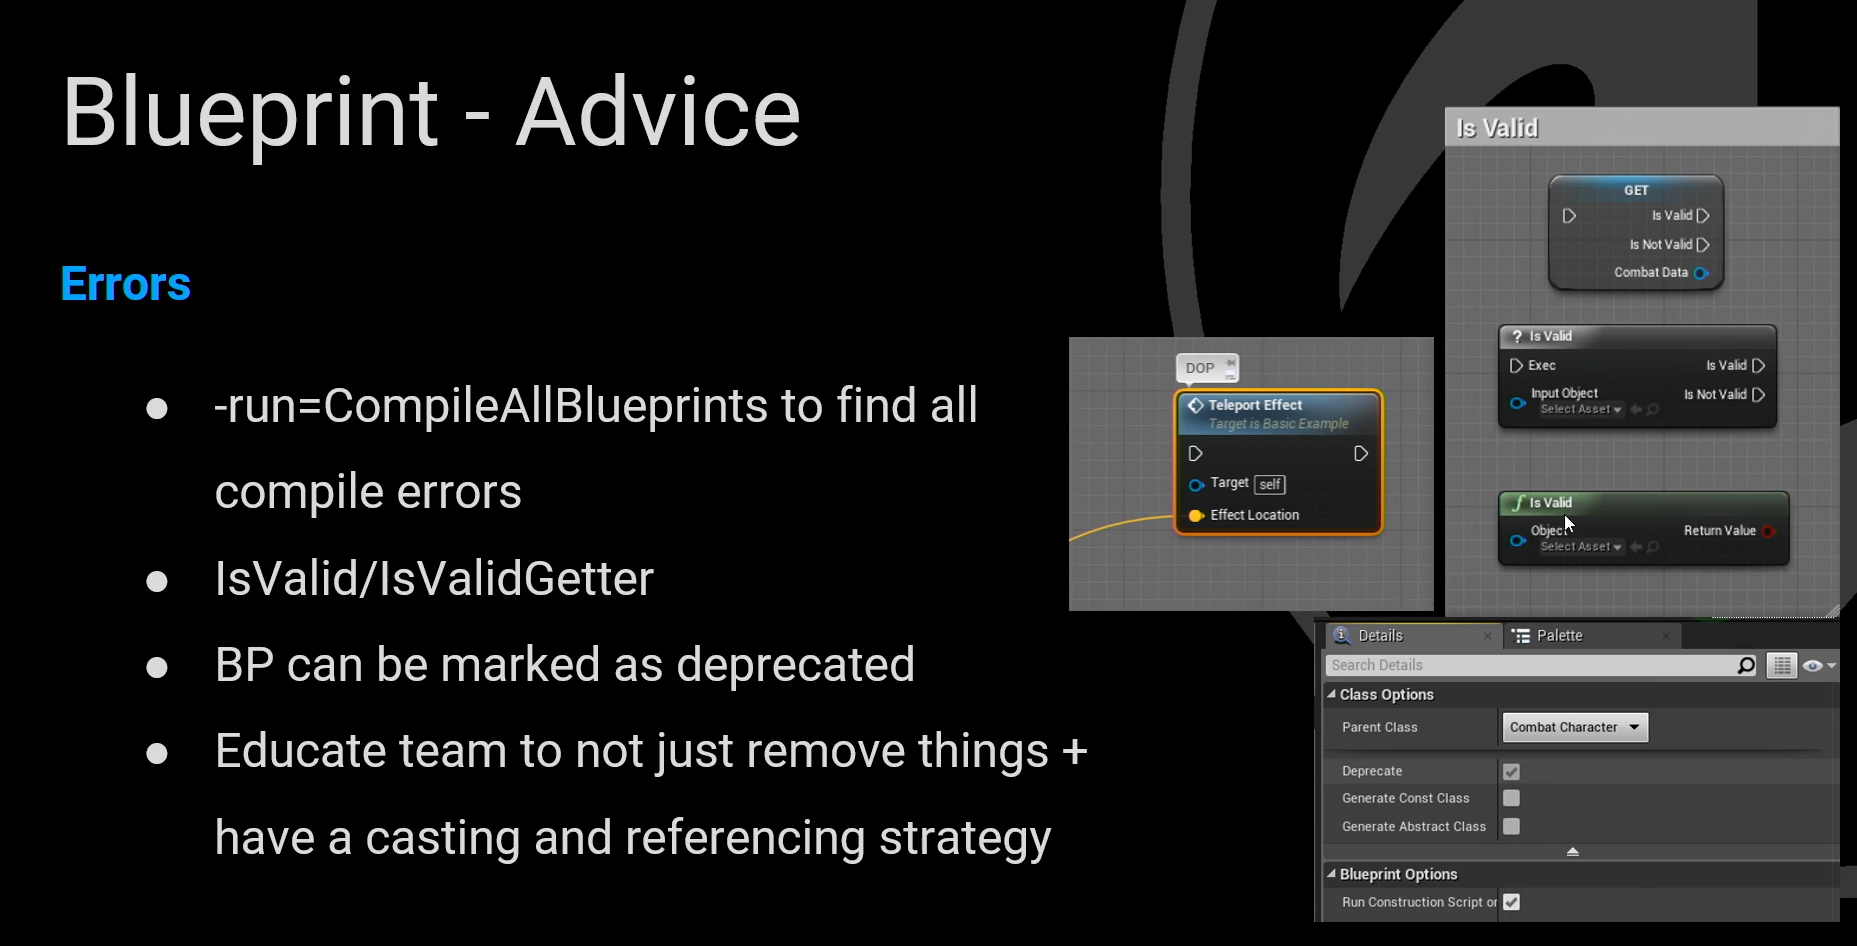 Blueprint - Advice
Errors
● -run=CompileAllBlueprints to find all
compile errors
● IsValid/IsValidGetter
● BP can be marked as deprecated
● Educate team to not just remove things +
have a casting and referencing strategy
DOP
Teleport Effect
Target is Basic Example
Target self
Effect Location
Is Valid
GET
Is Valid
Is Not Valid
Combat Data
? Is Valid
Exec Is Valid
Input Object Is Not Valid
Select Asset
f Is Valid
Object Return Value
Select Asset
Details Palette
Search Details
Class Options
Parent Class Combat Character
Deprecate
Generate Const Class
Generate Abstract Class
Blueprint Options
Run Construction Script or